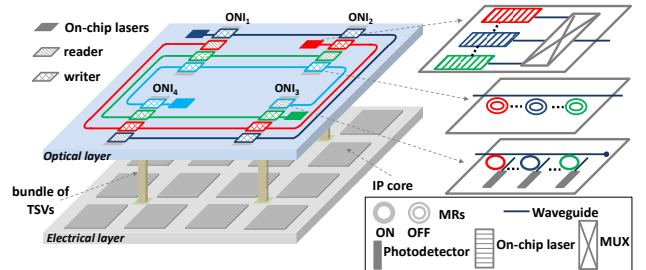 On-chip lasers
reader
writer
ONI1
ONI2
ONI3
ONI4
Optical layer
bundle of
TSVs
IP core
Electrical layer
MRs
ON OFF
Photodetector
Waveguide
On-chip laser
MUX